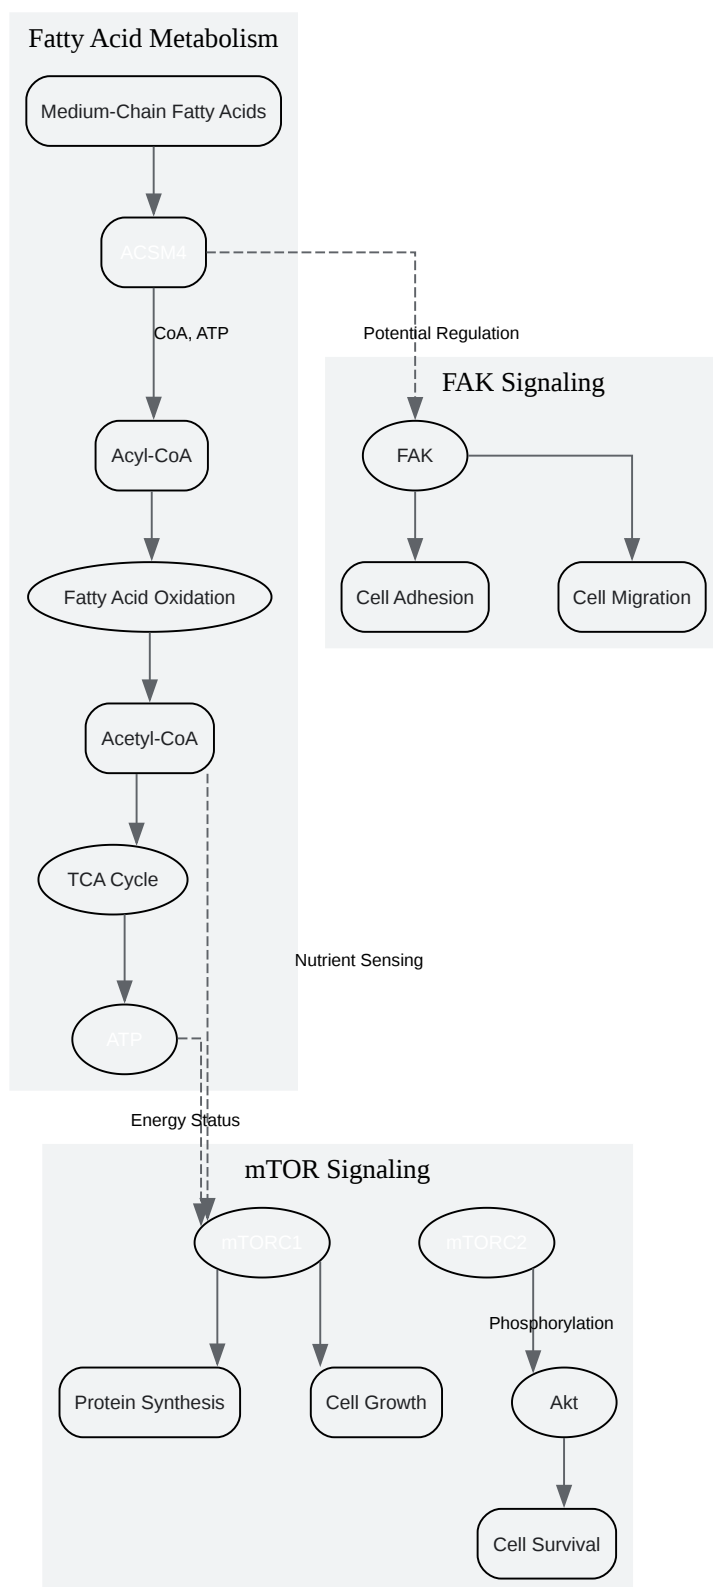 Fatty Acid Metabolism
Medium-Chain Fatty Acids
ACSM4
CoA, ATP
Potential Regulation
FAK Signaling
Acyl-CoA
FAK
Fatty Acid Oxidation
Cell Adhesion
Cell Migration
Acetyl-CoA
TCA Cycle
Nutrient Sensing
ATP
Energy Status
mTOR Signaling
mTORC1
mTORC2
Phosphorylation
Protein Synthesis
Cell Growth
Akt
Cell Survival